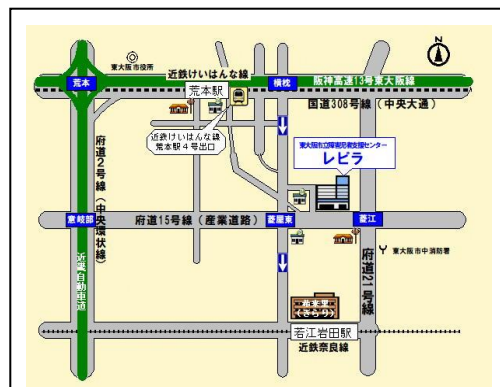 東大阪市役所
荒本
近鉄けいはんな線
荒本駅
横枕
阪神高速13号東大阪線
国道308号線（中央大通）
N
近鉄けいはんな線
荒本駅4号出口
東大阪市立障害児者支援センター
レピラ
府道2号線（中央環状線）
意岐部
府道15号線（産業道路）
菱屋東
菱江
近畿自動車道
府道21号線
東大阪市中消防署
若江岩田駅
近鉄奈良線